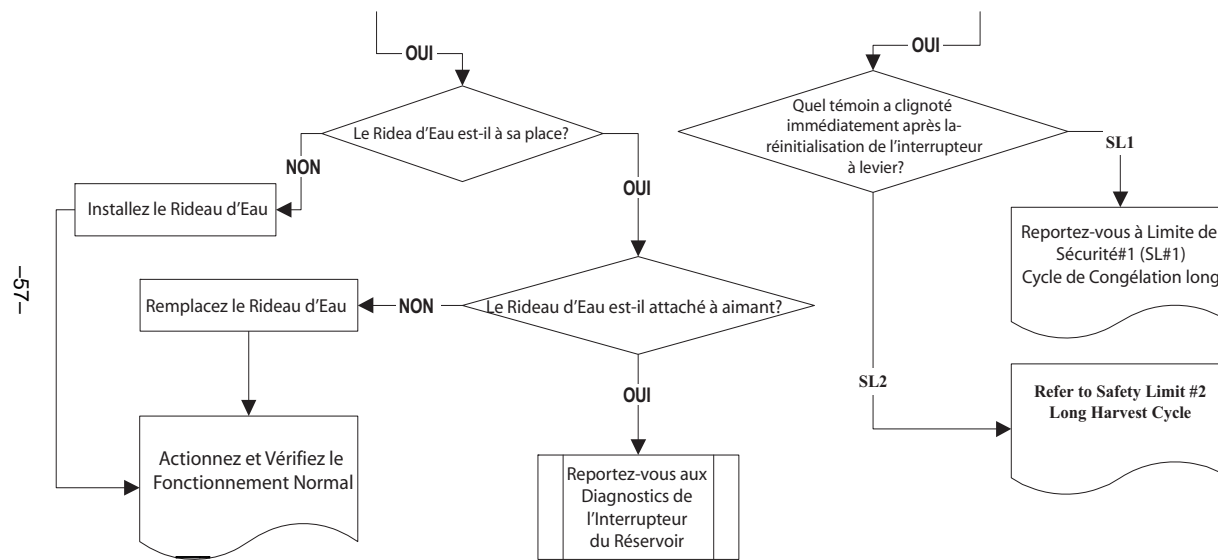 OUI
Le Ridea d'Eau est-il à sa place?
NON
OUI
Installez le Rideau d'Eau
Le Rideau d'Eau est-il attaché à aimant?
NON
Remplacez le Rideau d'Eau
OUI
Actionnez et Vérifiez le
Fonctionnement Normal
Reportez-vous aux
Diagnostics de
l'Interrupteur
du Réservoir
OUI
Quel témoin a clignoté
immédiatement après la-
réinitialisation de l'interrupteur
à levier?
SL1
Reportez-vous à Limite de
Sécurité#1 (SL#1)
Cycle de Congélation long
SL2
Refer to Safety Limit #2
Long Harvest Cycle
–57–